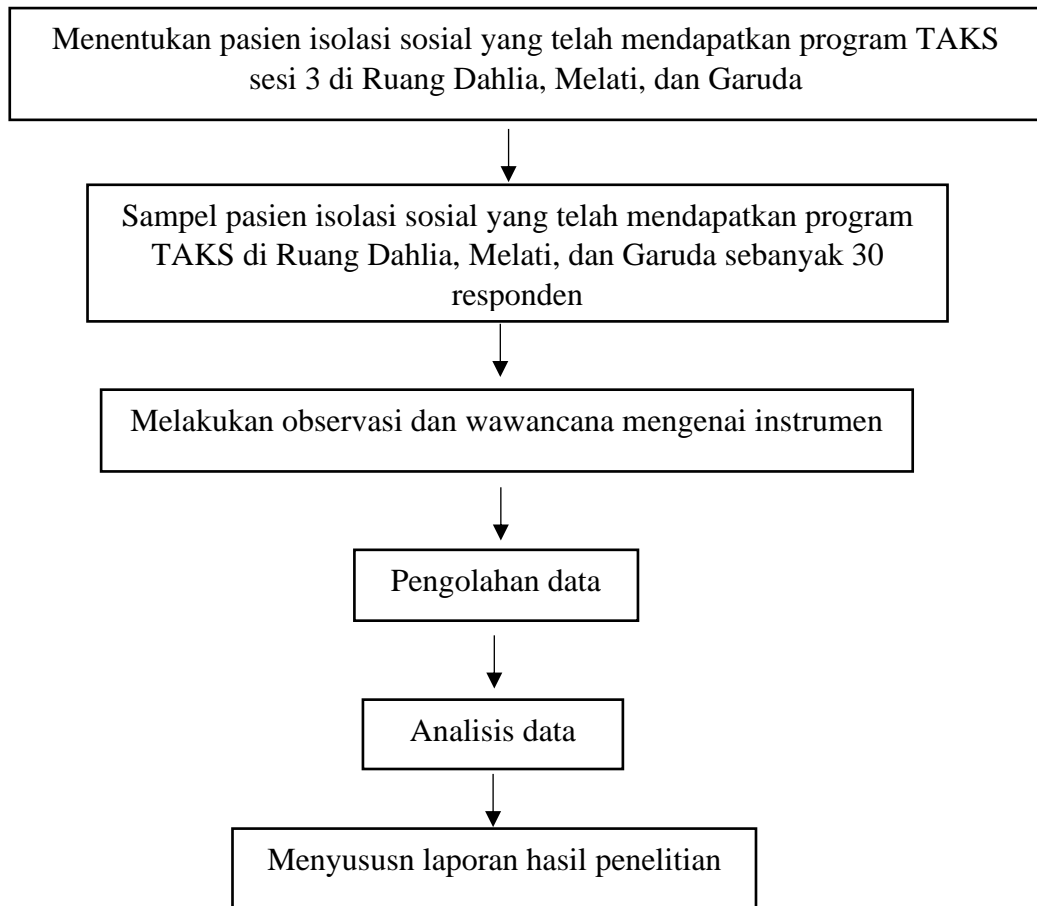 Menentukan pasien isolasi sosial yang telah mendapatkan program TAKS
sesi 3 di Ruang Dahlia, Melati, dan Garuda
Sampel pasien isolasi sosial yang telah mendapatkan program
TAKS di Ruang Dahlia, Melati, dan Garuda sebanyak 30
responden
Melakukan observasi dan wawancana mengenai instrumen
Pengolahan data
Analisis data
Menyususn laporan hasil penelitian